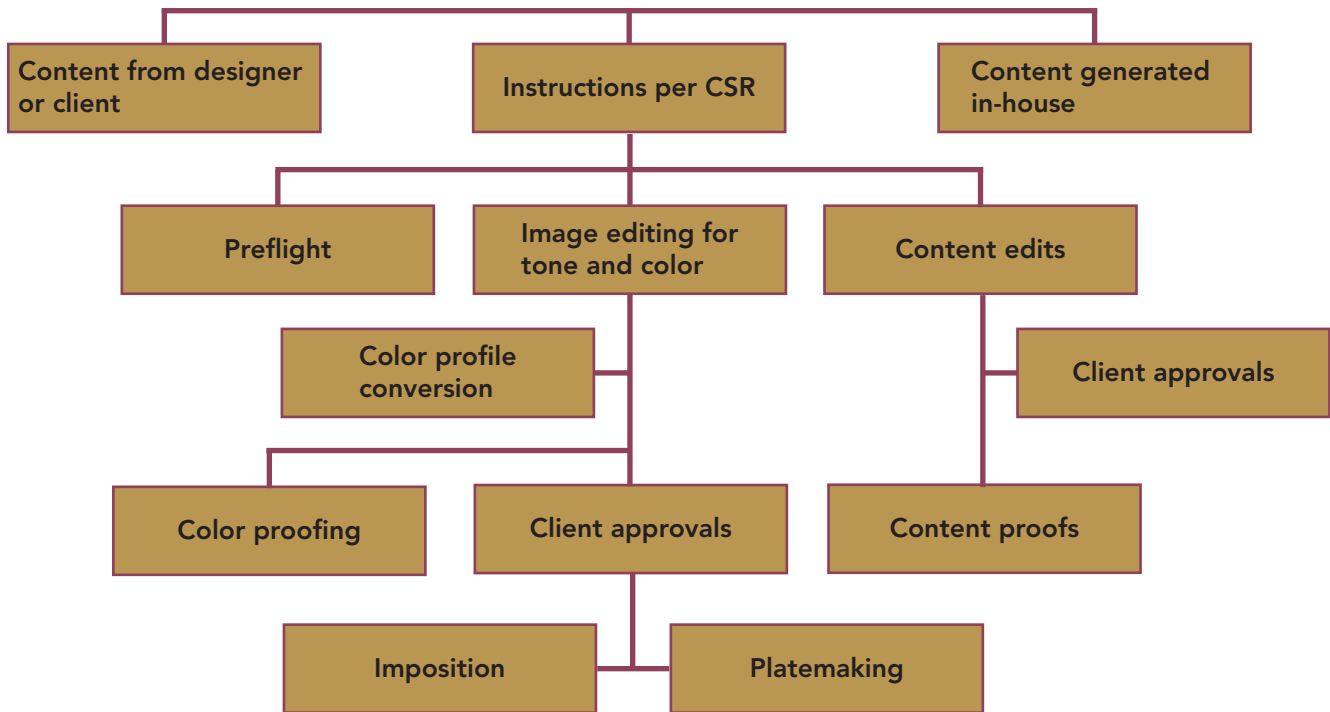 Content from designer
or client
Instructions per CSR
Content generated
in-house
Preflight
Image editing for
tone and color
Content edits
Color profile
conversion
Client approvals
Color proofing
Client approvals
Content proofs
Imposition
Platemaking